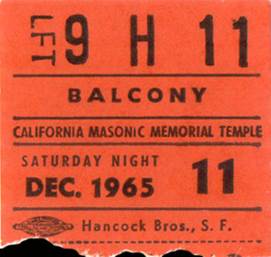 LFT 9 H 11
BALCONY
CALIFORNIA MASONIC MEMORIAL TEMPLE
SATURDAY NIGHT
DEC. 1965 11
Hancock Bros., S. F.